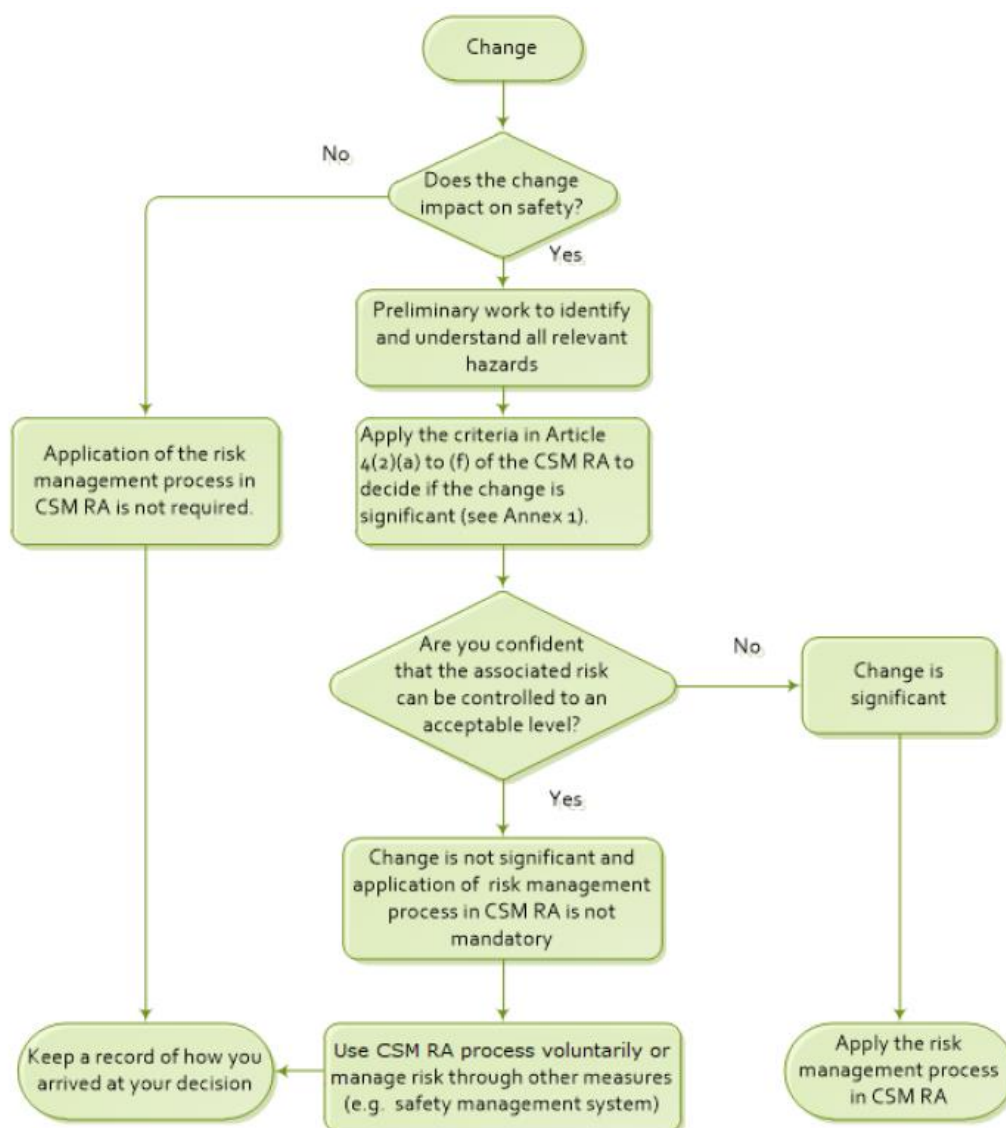 Change
No
Does the change
impact on safety?
Yes
Preliminary work to identify
and understand all relevant
hazards
Application of the risk
management process in
CSM RA is not required.
Apply the criteria in Article
4(2)(a) to (f) of the CSM RA to
decide if the change is
significant (see Annex 1).
Are you confident
that the associated risk
can be controlled to an
acceptable level?
No
Change is
significant
Yes
Change is not significant and
application of risk management
process in CSM RA is not
mandatory
Keep a record of how you
arrived at your decision
Use CSM RA process voluntarily or
manage risk through other measures
(e.g. safety management system)
Apply the risk
management process
in CSM RA